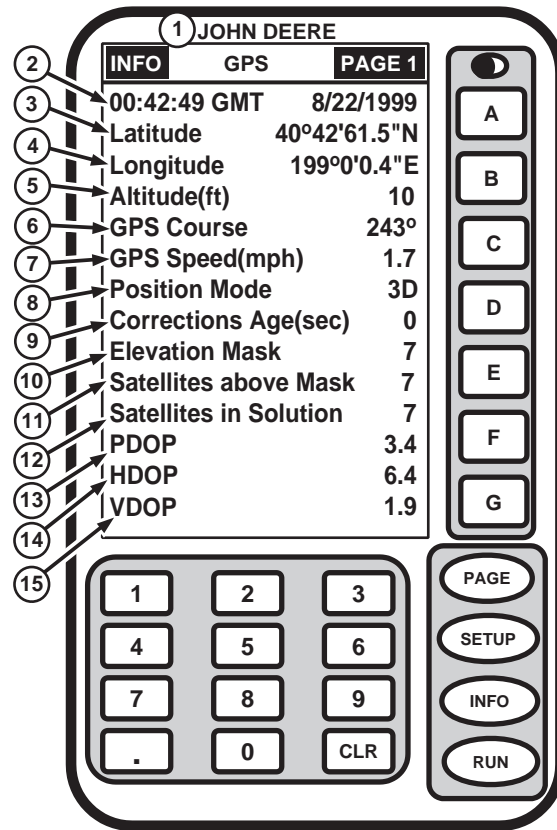 1 JOHN DEERE
INFO GPS PAGE 1
2 00:42:49 GMT 8/22/1999
3 Latitude 40º42'61.5"N
4 Longitude 199º0'0.4"E
5 Altitude(ft) 10
6 GPS Course 243º
7 GPS Speed(mph) 1.7
8 Position Mode 3D
9 Corrections Age(sec) 0
10 Elevation Mask 7
11 Satellites above Mask 7
12 Satellites in Solution 7
13 PDOP 3.4
14 HDOP 6.4
15 VDOP 1.9
A
B
C
D
E
F
G
1 2 3
4 5 6
7 8 9
. 0 CLR
PAGE
SETUP
INFO
RUN